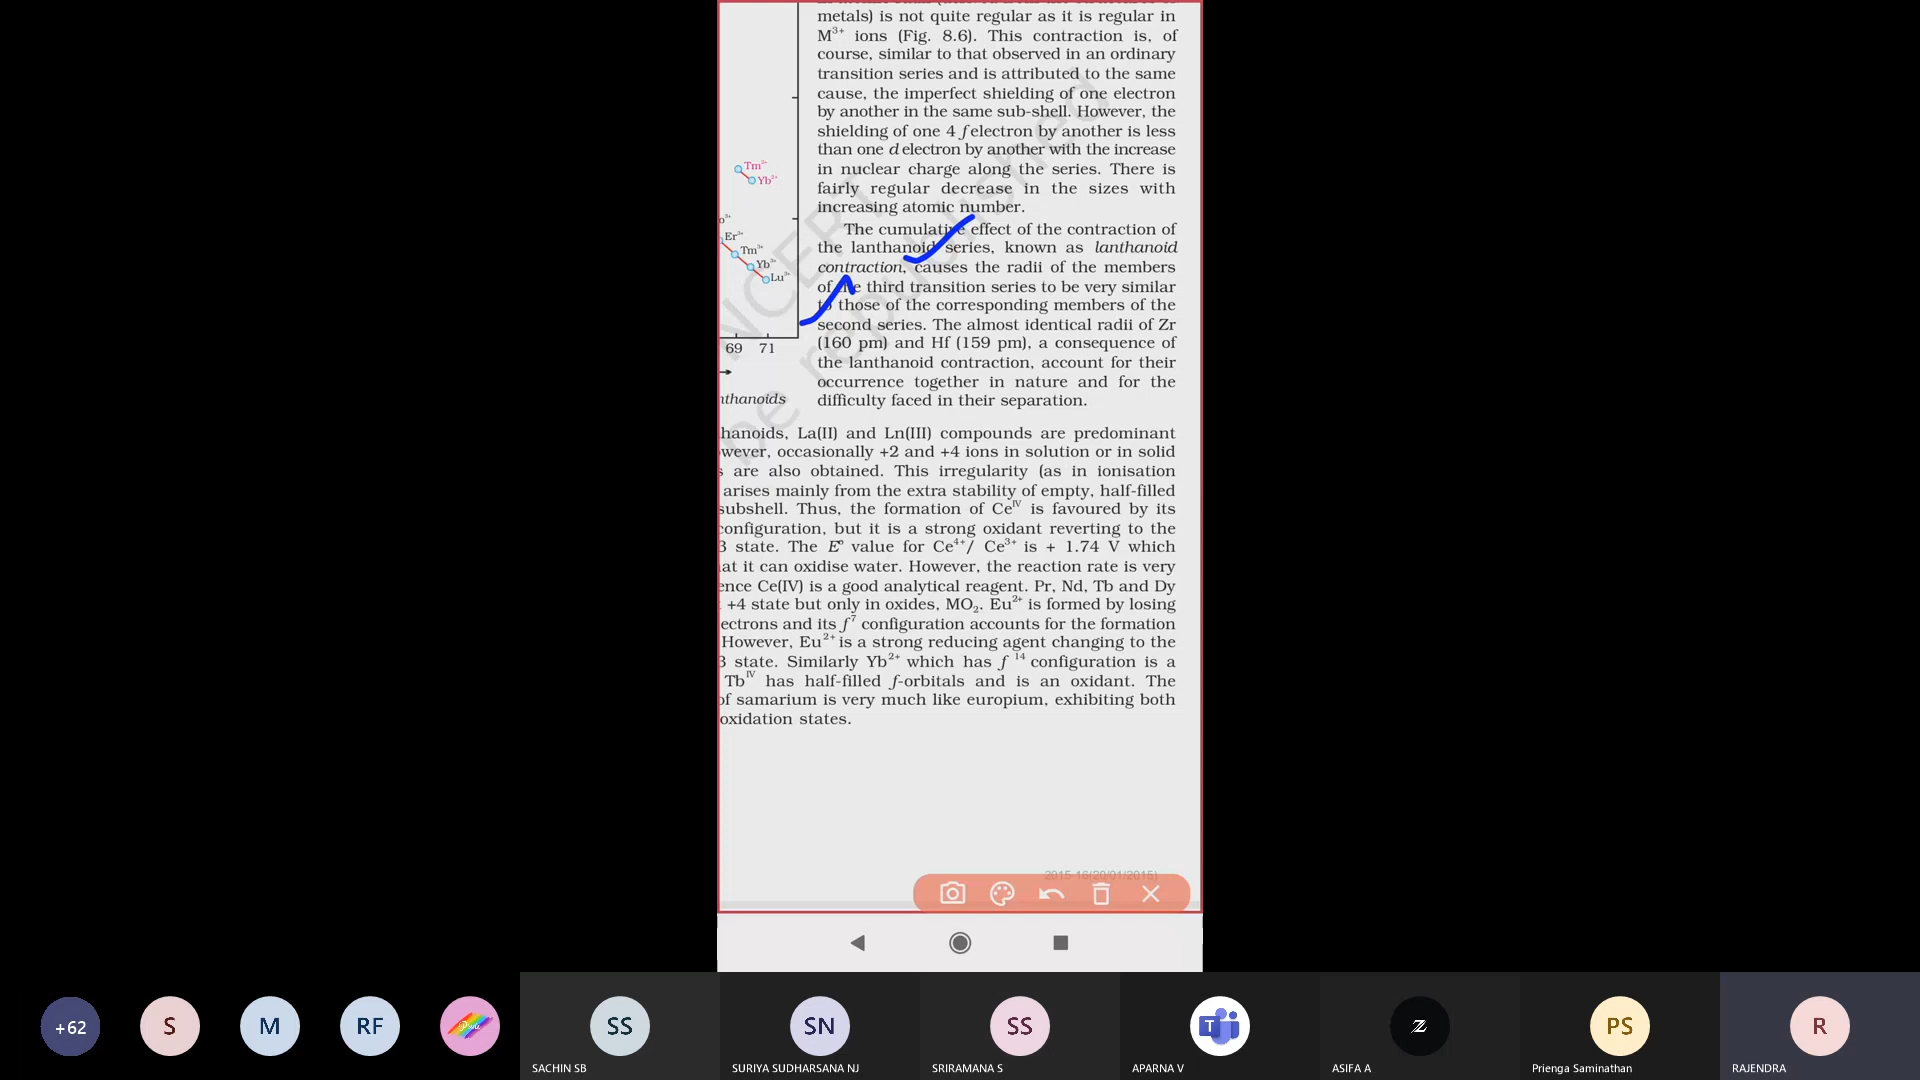 metals) is not quite regular as it is regular in
M³⁺ ions (Fig. 8.6). This contraction is, of
course, similar to that observed in an ordinary
transition series and is attributed to the same
cause, the imperfect shielding of one electron
by another in the same sub-shell. However, the
shielding of one 4 f electron by another is less
than one d electron by another with the increase
in nuclear charge along the series. There is
fairly regular decrease in the sizes with
increasing atomic number.
The cumulative effect of the contraction of
the lanthanoid series, known as lanthanoid
contraction, causes the radii of the members
of the third transition series to be very similar
to those of the corresponding members of the
second series. The almost identical radii of Zr
(160 pm) and Hf (159 pm), a consequence of
the lanthanoid contraction, account for their
occurrence together in nature and for the
difficulty faced in their separation.
Tm²⁺
Yb²⁺
o³⁺
Er³⁺
Tm³⁺
Yb³⁺
Lu³⁺
69 71
nthanoids
hanoids, La(II) and Ln(III) compounds are predominant
wever, occasionally +2 and +4 ions in solution or in solid
s are also obtained. This irregularity (as in ionisation
arises mainly from the extra stability of empty, half-filled
subshell. Thus, the formation of Ceᴵⱽ is favoured by its
configuration, but it is a strong oxidant reverting to the
3 state. The E° value for Ce⁴⁺/ Ce³⁺ is + 1.74 V which
at it can oxidise water. However, the reaction rate is very
ence Ce(IV) is a good analytical reagent. Pr, Nd, Tb and Dy
+4 state but only in oxides, MO₂. Eu²⁺ is formed by losing
ectrons and its f⁷ configuration accounts for the formation
However, Eu²⁺ is a strong reducing agent changing to the
3 state. Similarly Yb²⁺ which has f ¹⁴ configuration is a
Tbᴵⱽ has half-filled f-orbitals and is an oxidant. The
of samarium is very much like europium, exhibiting both
oxidation states.
NCERT
be republished
2015-16(20/01/2015)
+62
S
M
RF
SS
SN
SS
T
Z
PS
R
SACHIN SB
SURIYA SUDHARSANA NJ
SRIRAMANA S
APARNA V
ASIFA A
Prienga Saminathan
RAJENDRA